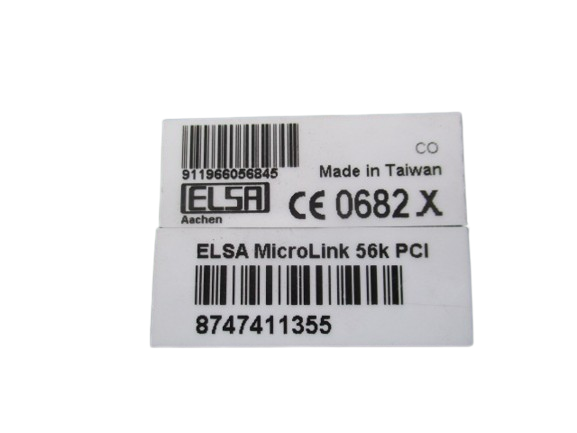 CO
911966056845
Made in Taiwan
ELSA
Aachen
CE 0682 X
ELSA MicroLink 56k PCI
8747411355